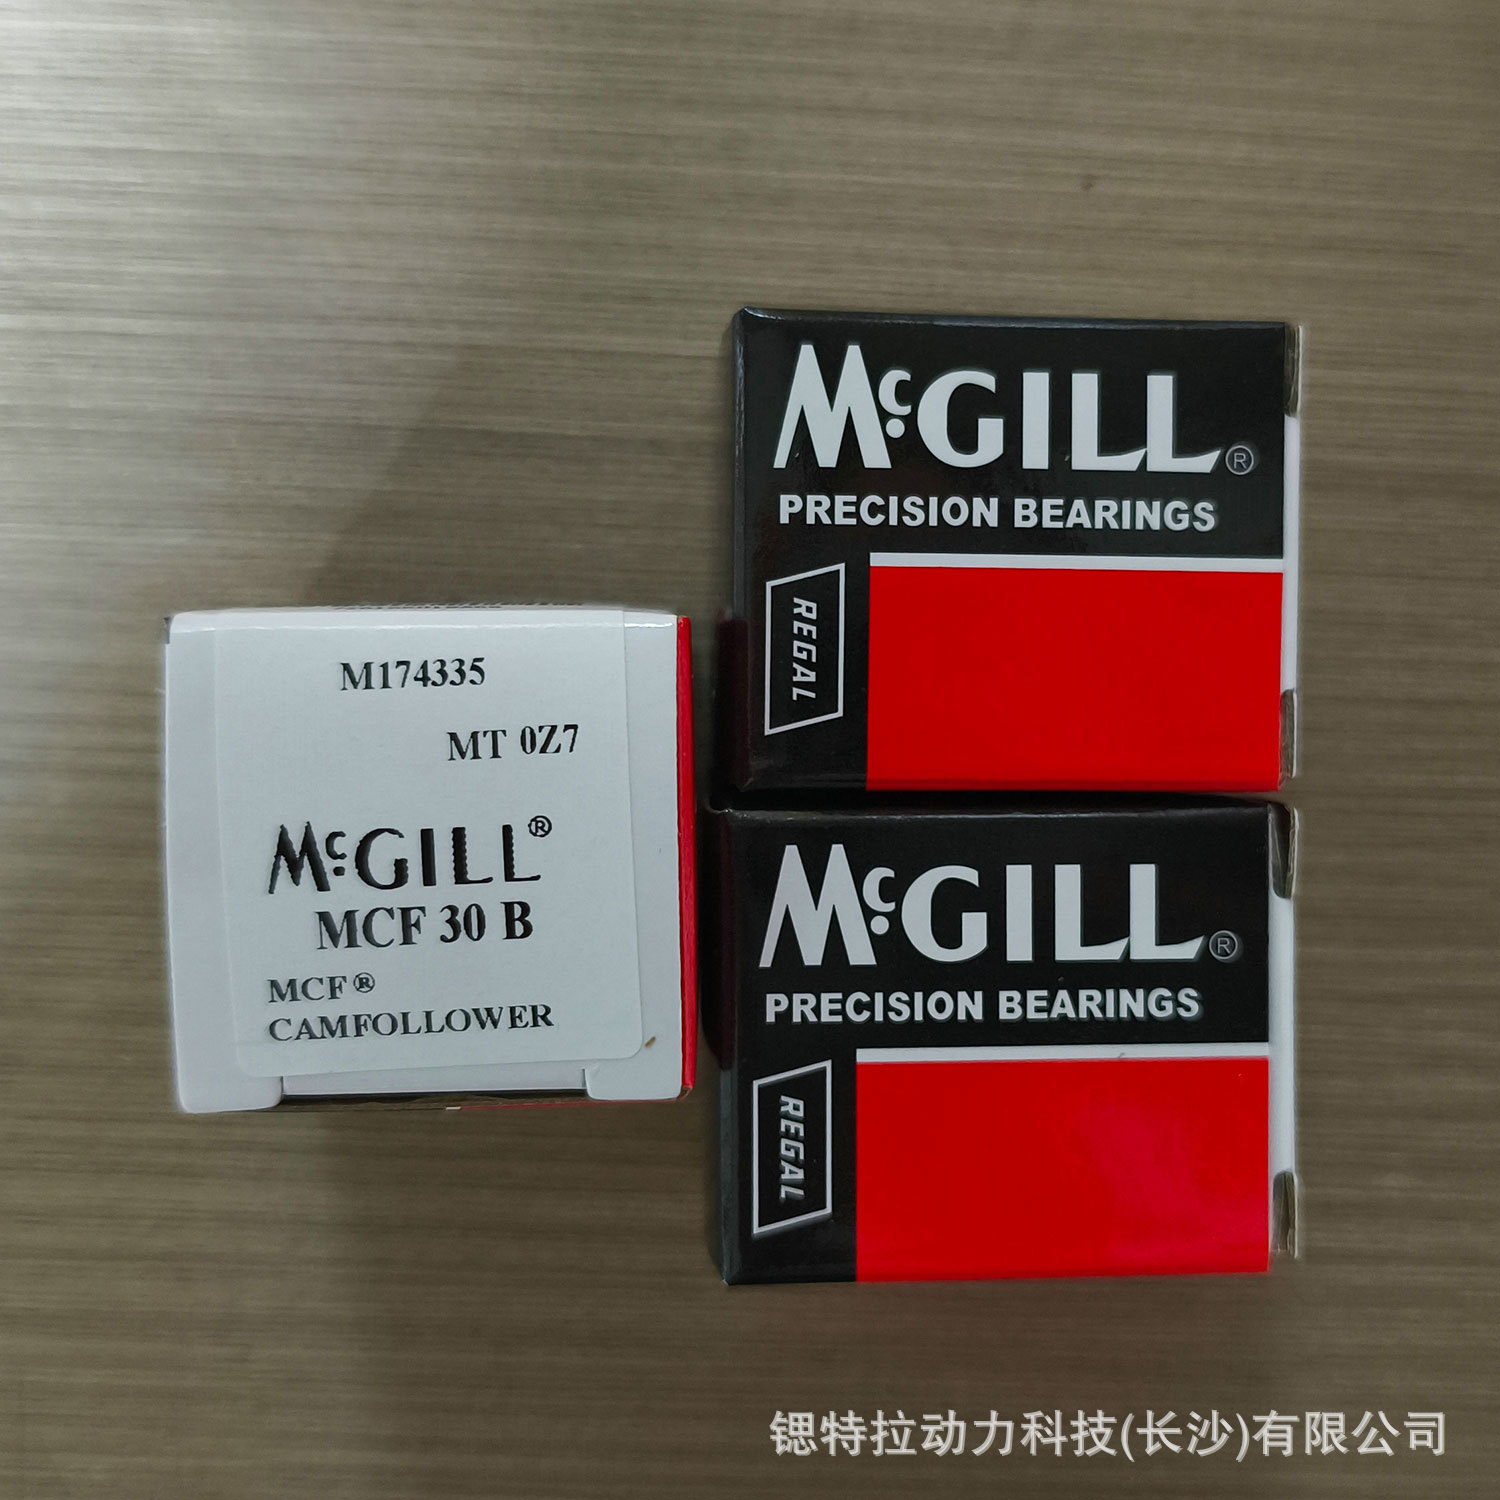 M174335
MT 0Z7
McGILL®
MCF 30 B
MCF®
CAMFOLLOWER
McGILL®
PRECISION BEARINGS
REGAL
McGILL®
PRECISION BEARINGS
REGAL
锶特拉动力科技(长沙)有限公司